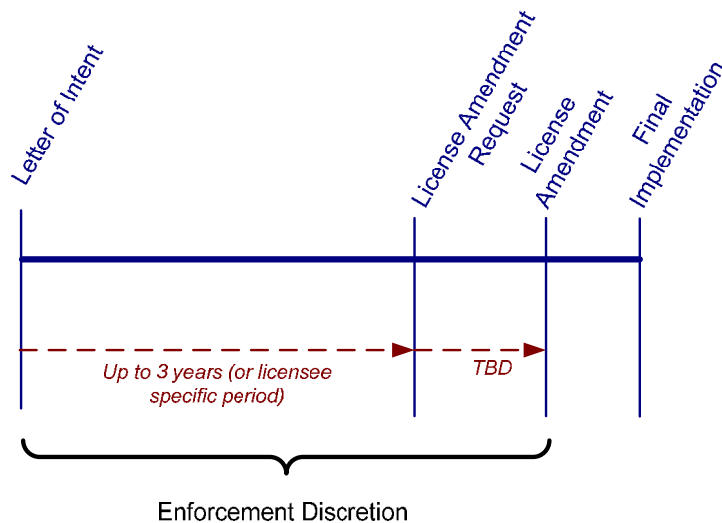 Letter of Intent
License Amendment
Request
License
Amendment
Final
Implementation
Up to 3 years (or licensee
specific period)
TBD
Enforcement Discretion